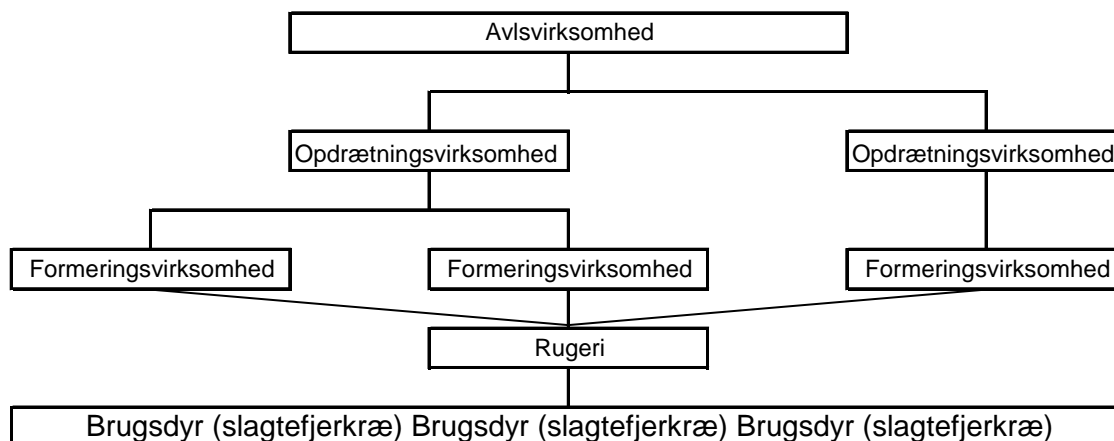 Avlsvirksomhed
Opdrætningsvirksomhed Opdrætningsvirksomhed
Formeringsvirksomhed Formeringsvirksomhed Formeringsvirksomhed
Rugeri
Brugsdyr (slagtefjerkræ) Brugsdyr (slagtefjerkræ) Brugsdyr (slagtefjerkræ)